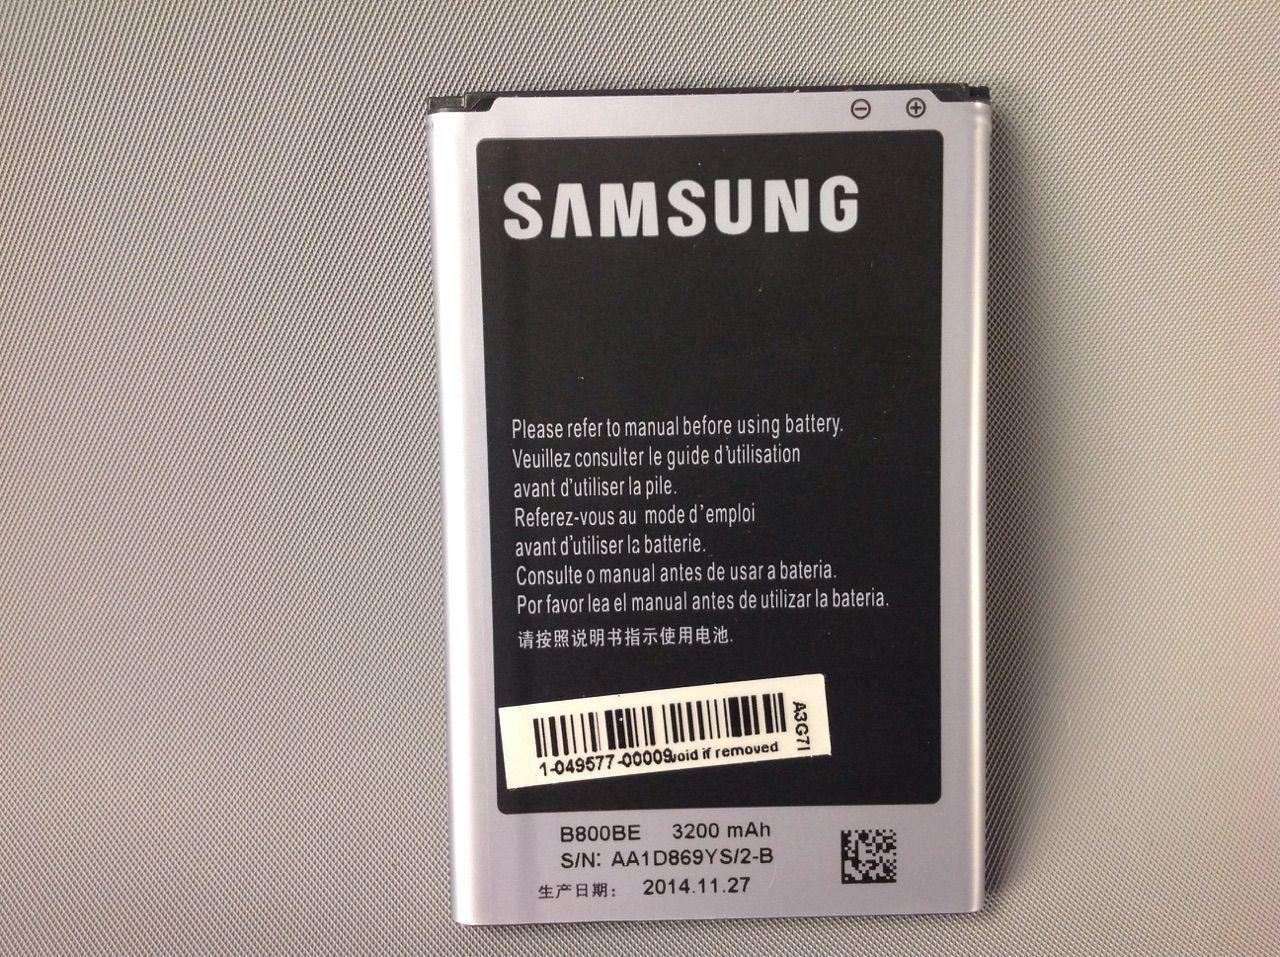 SAMSUNG
Please refer to manual before using battery.
Veuillez consulter le guide d'utilisation
avant d'utiliser la pile.
Referez-vous au mode d'emploi
avant d'utiliser la batterie.
Consulte o manual antes de usar a bateria.
Por favor lea el manual antes de utilizar la bateria.
请按照说明书指示使用电池.
A3G7I
1-049577-00009 void if removed
B800BE 3200 mAh
S/N: AA1D869YS/2-B
生产日期: 2014.11.27